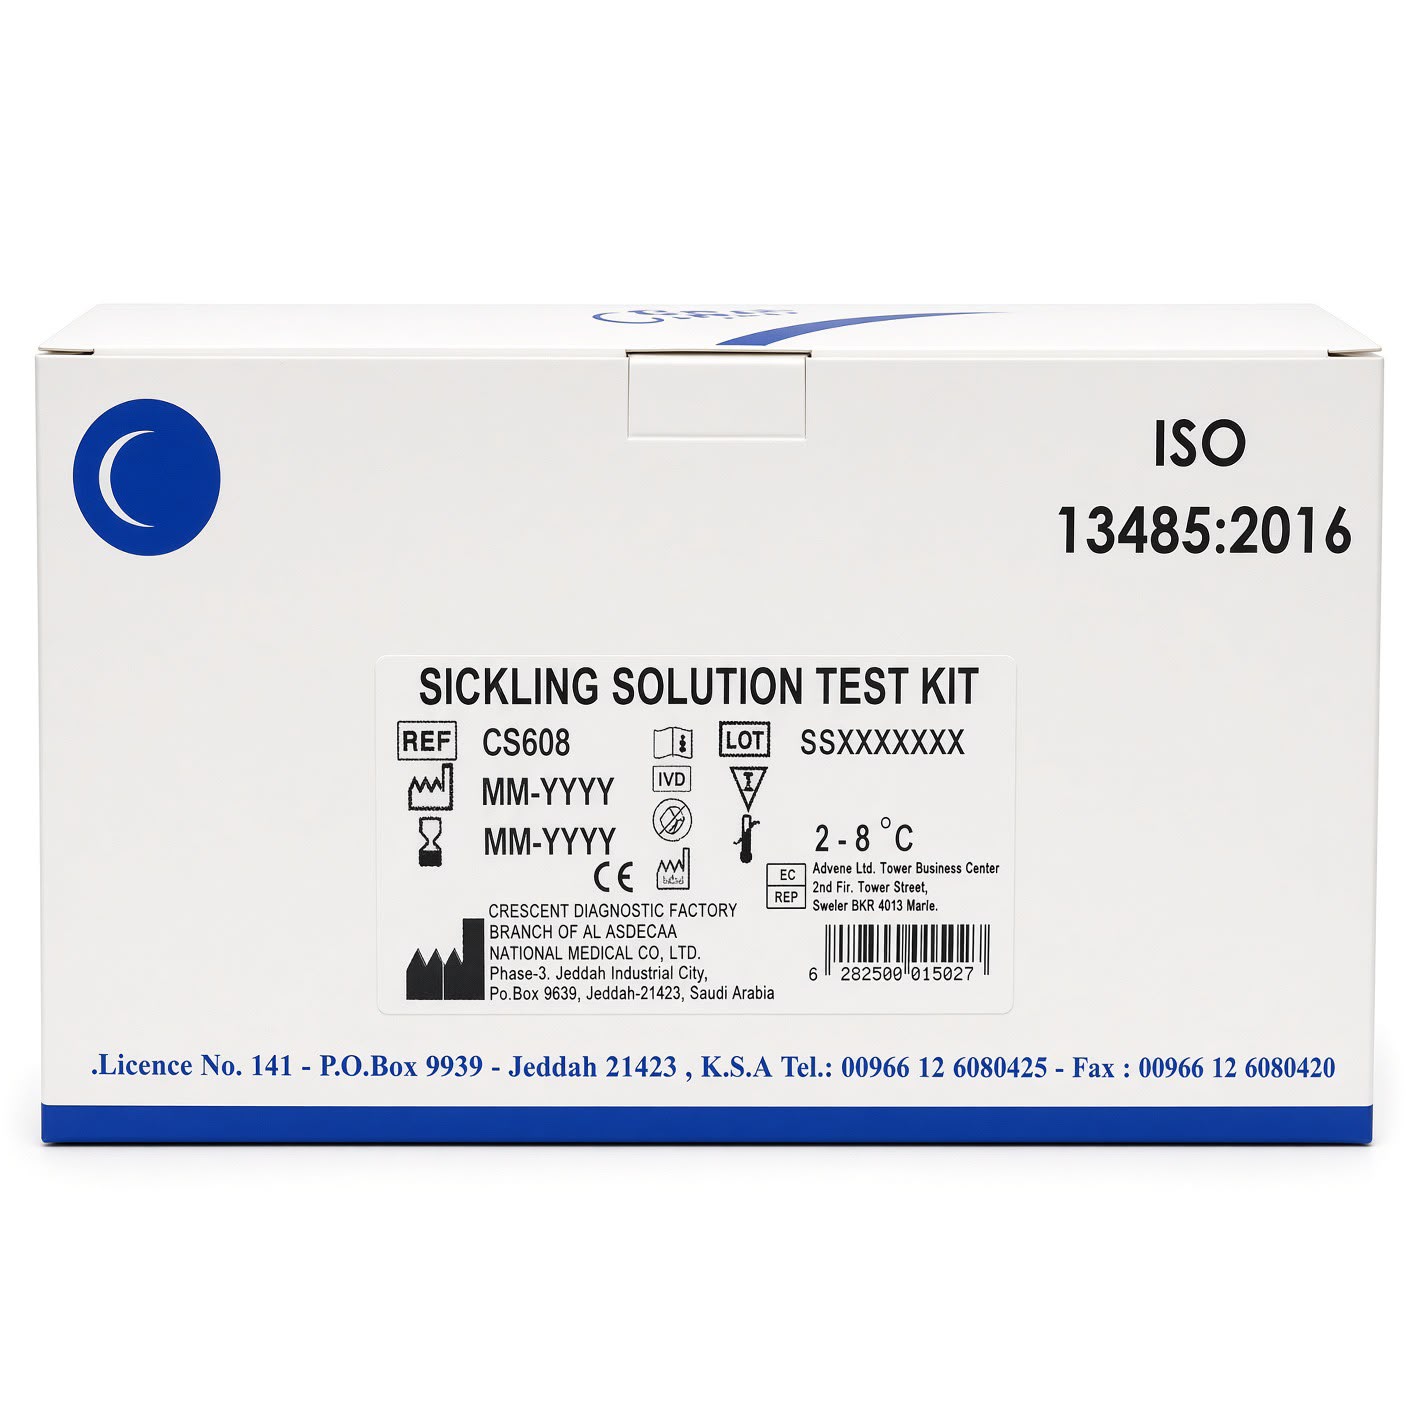 ISO
13485:2016
SICKLING SOLUTION TEST KIT
REF CS608
LOT SSXXXXXXX
MM-YYYY
IVD
MM-YYYY
2 - 8 °C
CE
EC REP
Advene Ltd. Tower Business Center
2nd Fir. Tower Street,
Sweler BKR 4013 Marle.
CRESCENT DIAGNOSTIC FACTORY
BRANCH OF AL ASDECAA
NATIONAL MEDICAL CO, LTD.
Phase-3. Jeddah Industrial City,
Po.Box 9639, Jeddah-21423, Saudi Arabia
6 282500 015027
.Licence No. 141 - P.O.Box 9939 - Jeddah 21423 , K.S.A Tel.: 00966 12 6080425 - Fax : 00966 12 6080420